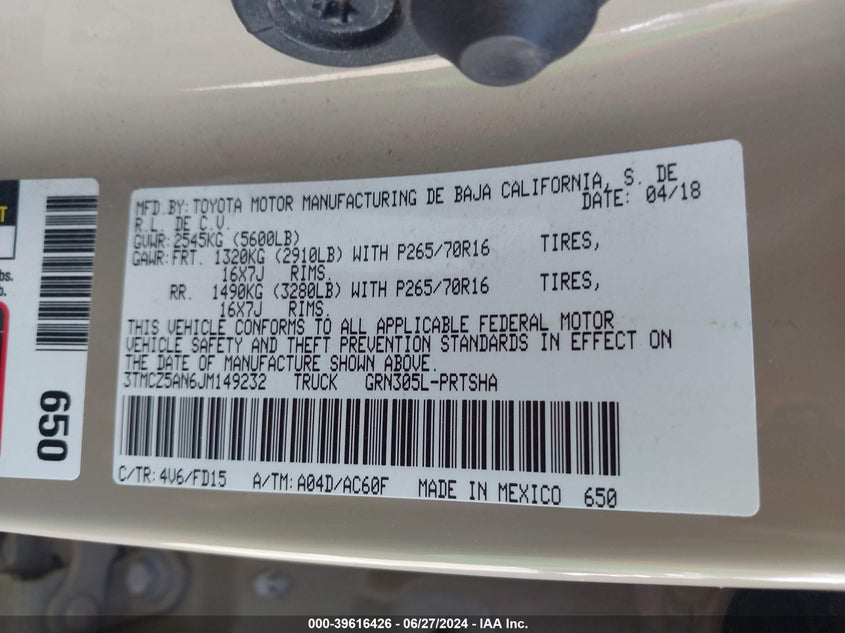 MFD.BY:TOYOTA MOTOR MANUFACTURING DE BAJA CALIFORNIA, S. DE
R.L. DE C.V. DATE: 04/18
GVWR:2545KG (5600LB)
GAWR:FRT. 1320KG (2910LB) WITH P265/70R16 TIRES,
16X7J RIMS.
RR. 1490KG (3280LB) WITH P265/70R16 TIRES,
16X7J RIMS.
THIS VEHICLE CONFORMS TO ALL APPLICABLE FEDERAL MOTOR
VEHICLE SAFETY AND THEFT PREVENTION STANDARDS IN EFFECT ON
THE DATE OF MANUFACTURE SHOWN ABOVE.
3TMCZ5AN6JM149232 TRUCK GRN305L-PRTSHA
C/TR:4V6/FD15 A/TM:A04D/AC60F MADE IN MEXICO 650
650
000-39616426 - 06/27/2024 - IAA Inc.